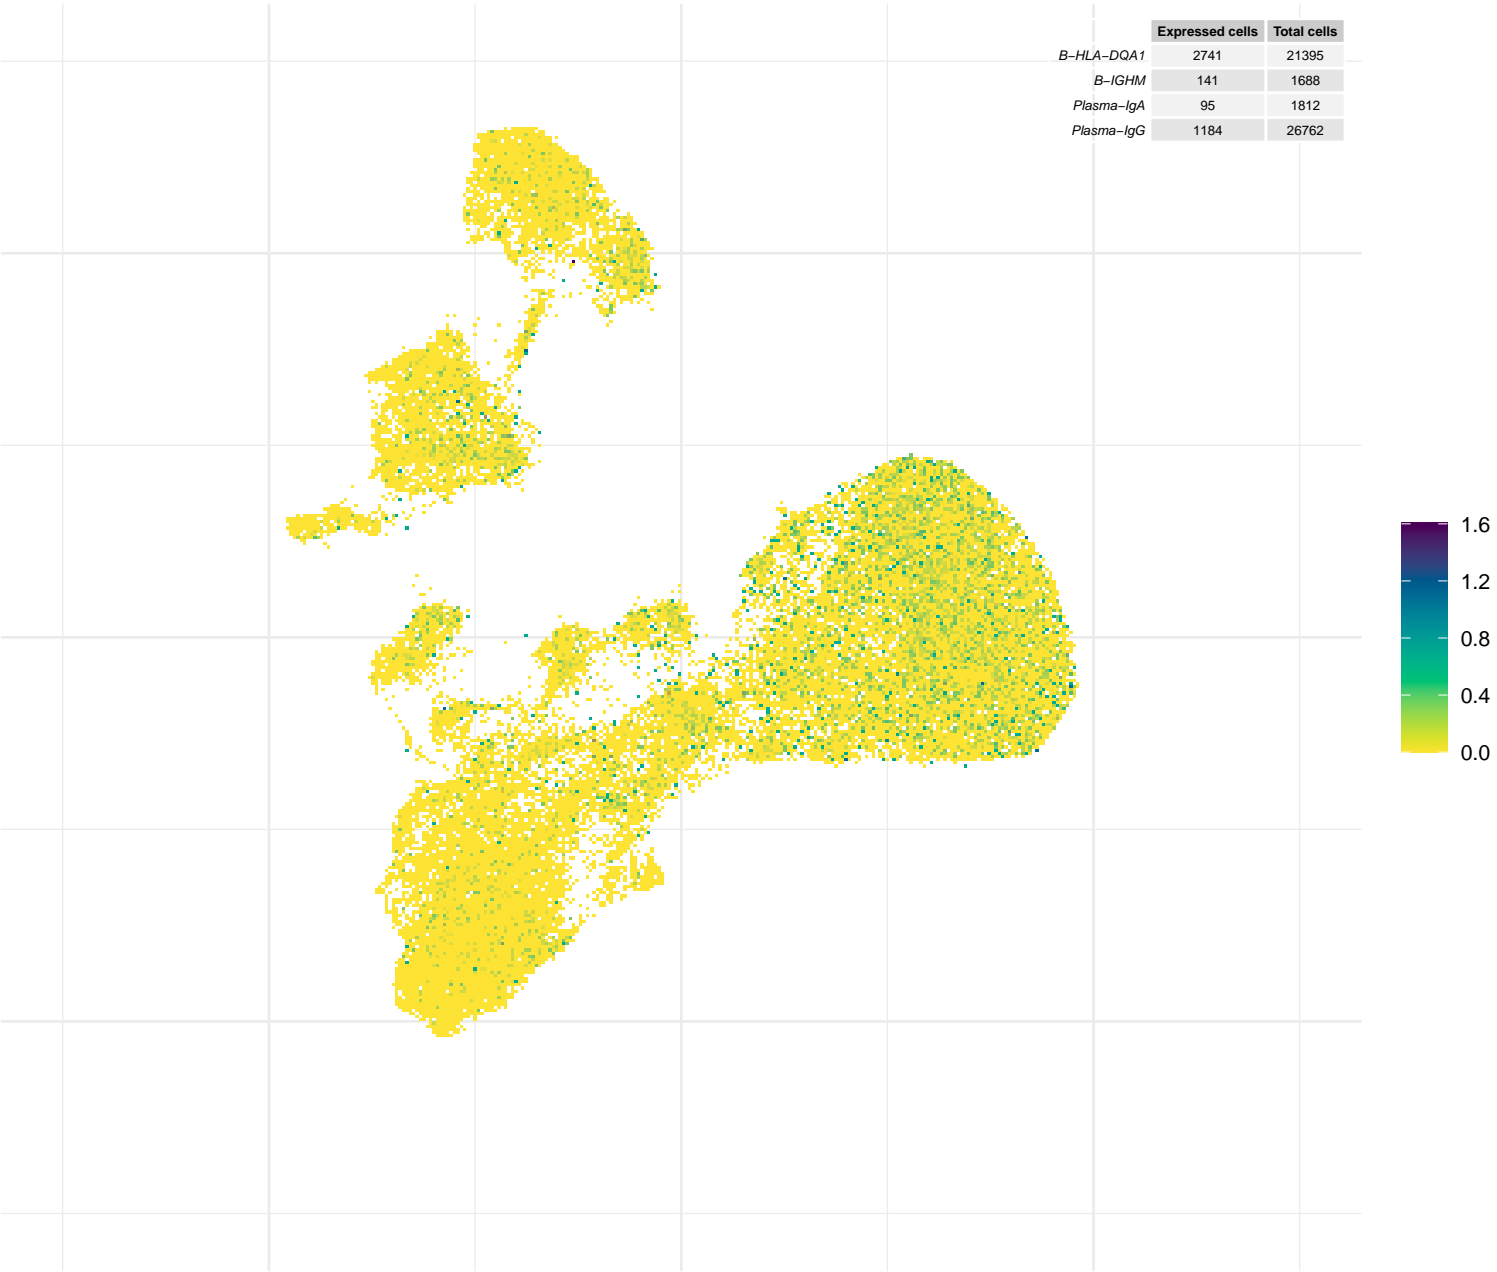 Expressed cells Total cells
B−HLA−DQA1 2741 21395
B−IGHM 141 1688
Plasma−IgA 95 1812
Plasma−IgG 1184 26762
1.6
1.2
0.8
0.4
0.0